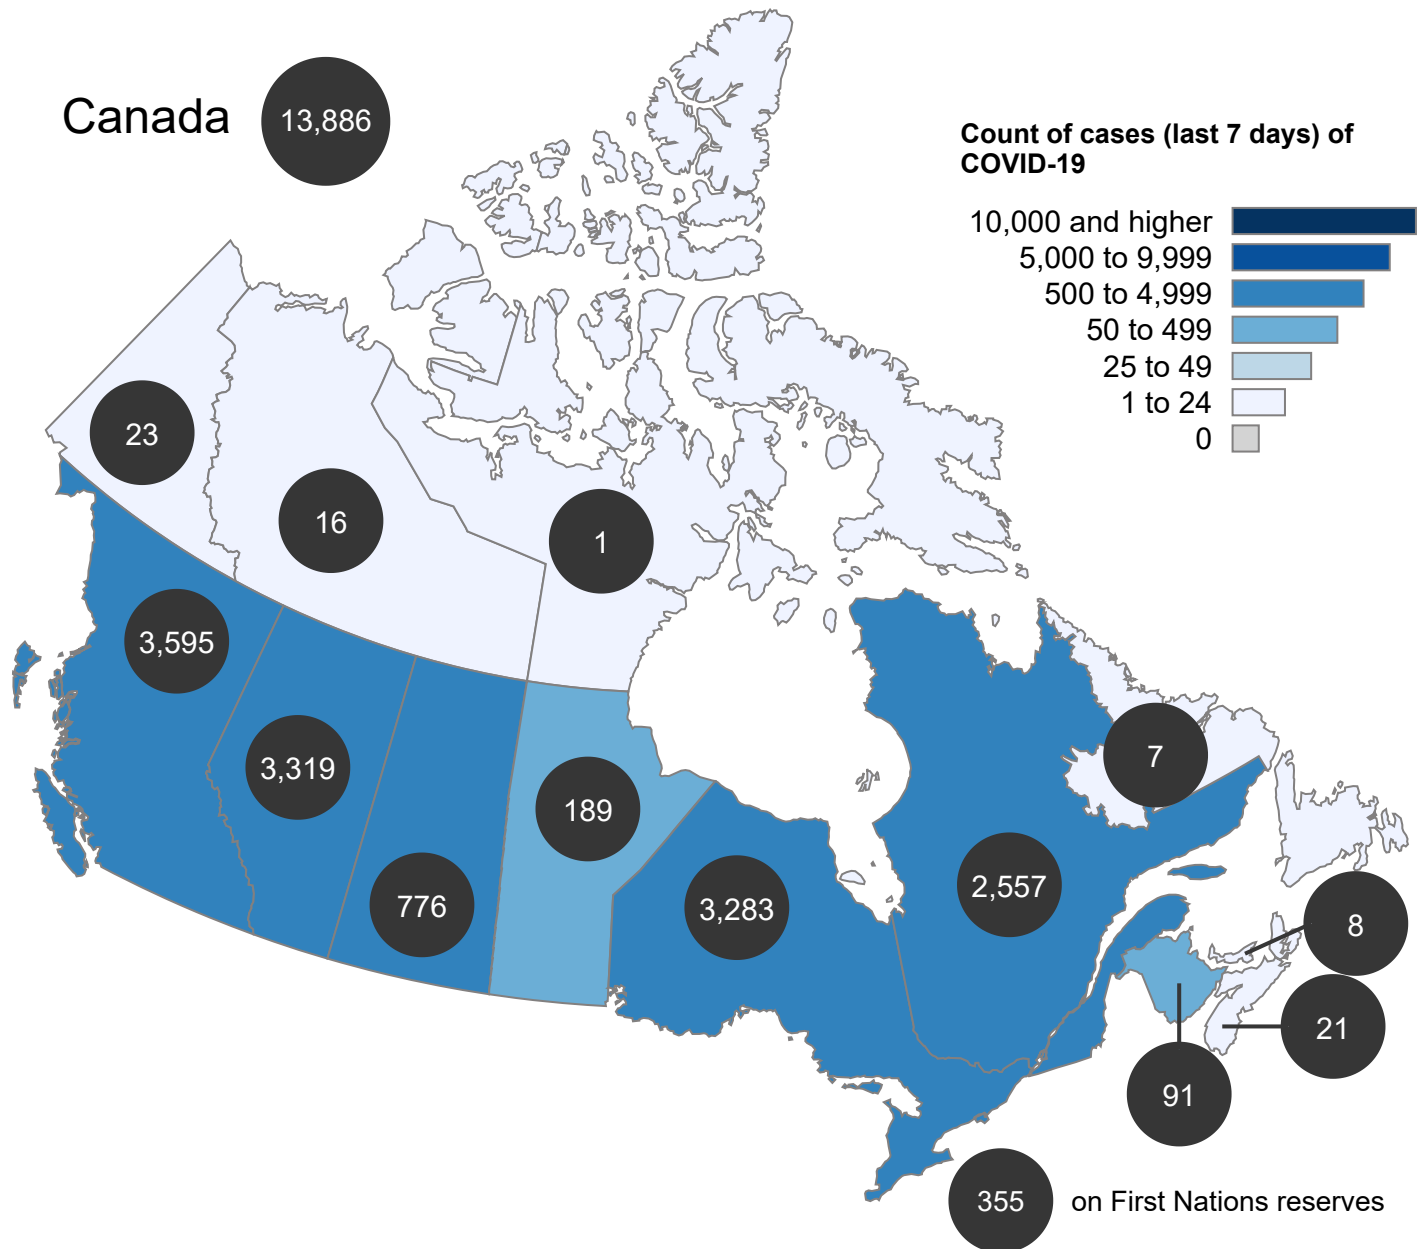 Canada
13,886
Count of cases (last 7 days) of
COVID-19
10,000 and higher
5,000 to 9,999
500 to 4,999
50 to 499
25 to 49
1 to 24
0
23
16
1
3,595
3,319
776
189
3,283
2,557
7
8
21
91
355 on First Nations reserves